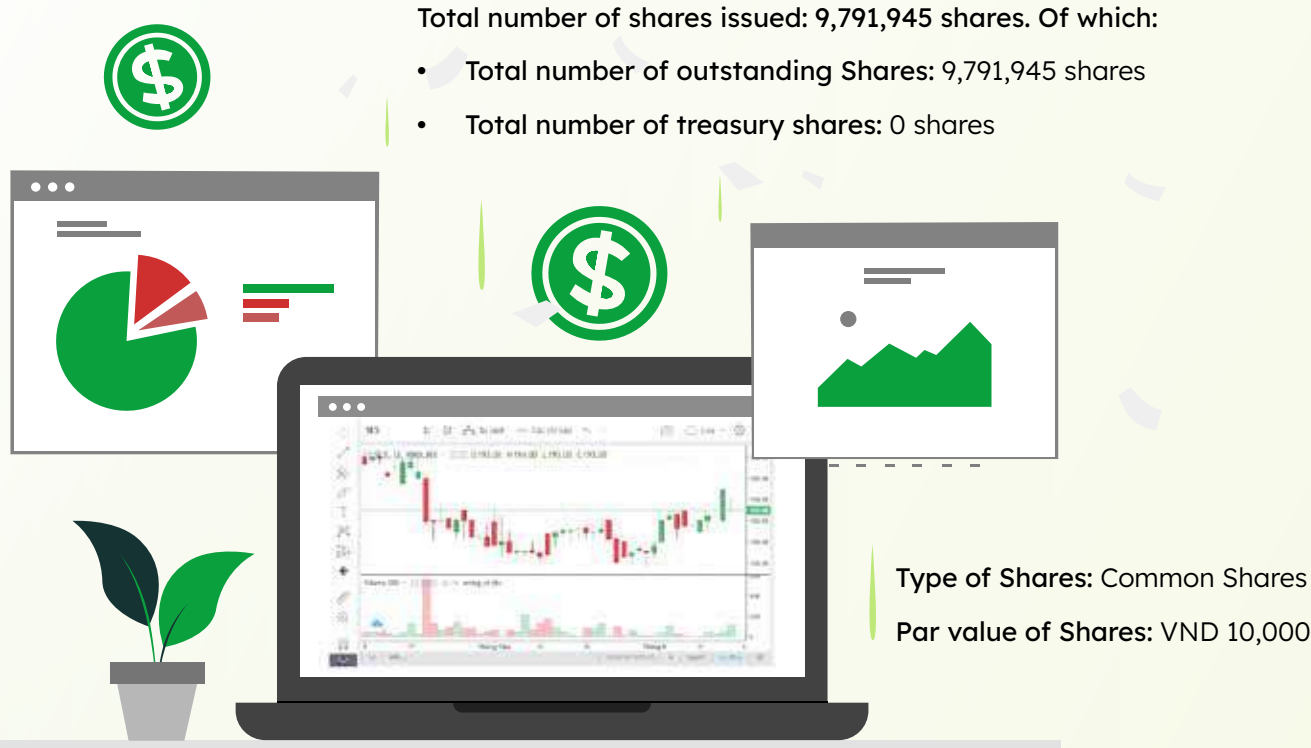 Total number of shares issued: 9,791,945 shares. Of which:
• Total number of outstanding Shares: 9,791,945 shares
• Total number of treasury shares: 0 shares
Type of Shares: Common Shares
Par value of Shares: VND 10,000